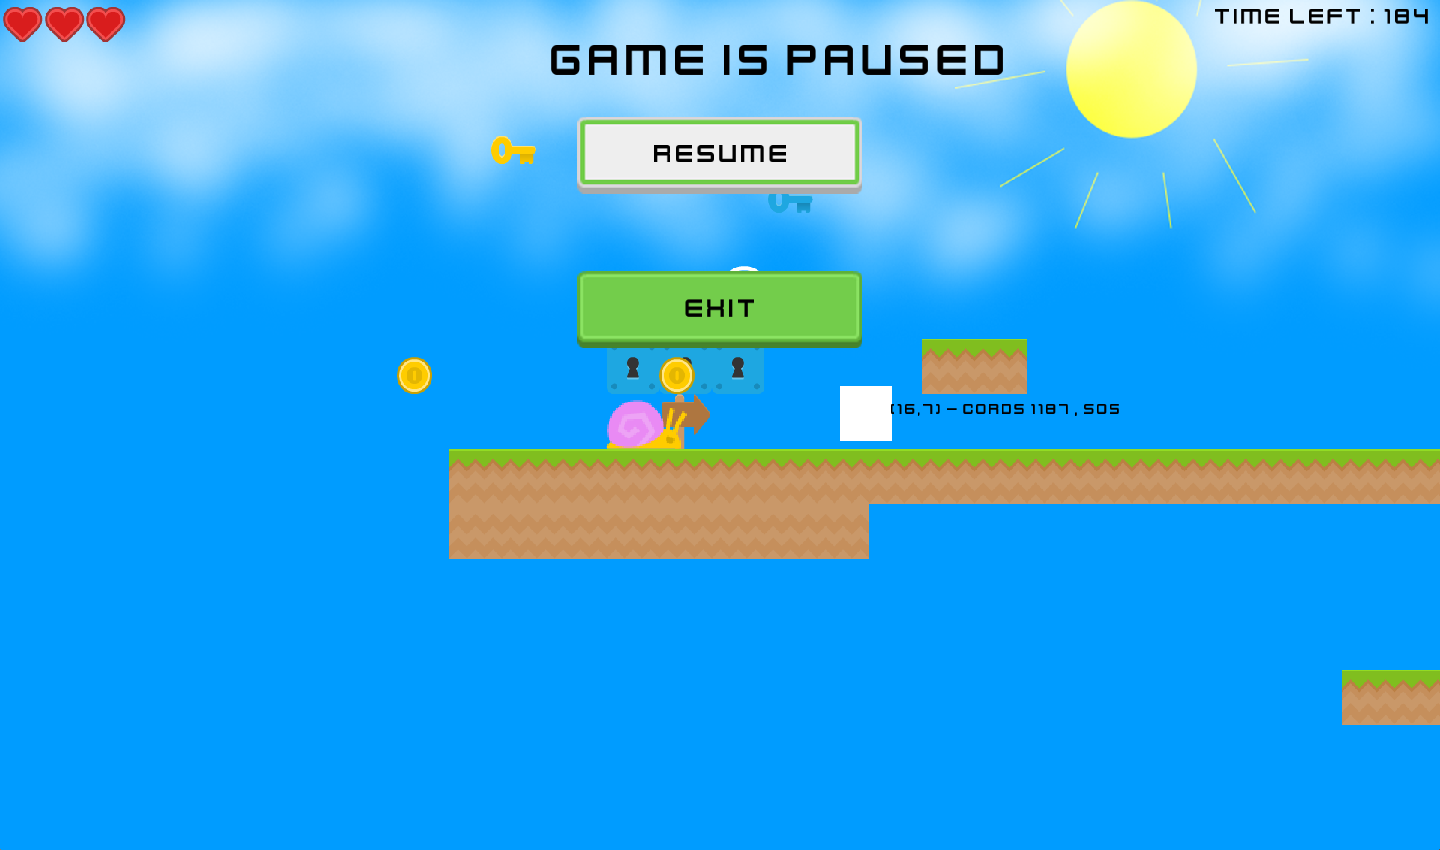 TIME LEFT : 184
GAME IS PAUSED
RESUME
EXIT
(16,7) - CORDS 1187 , 505